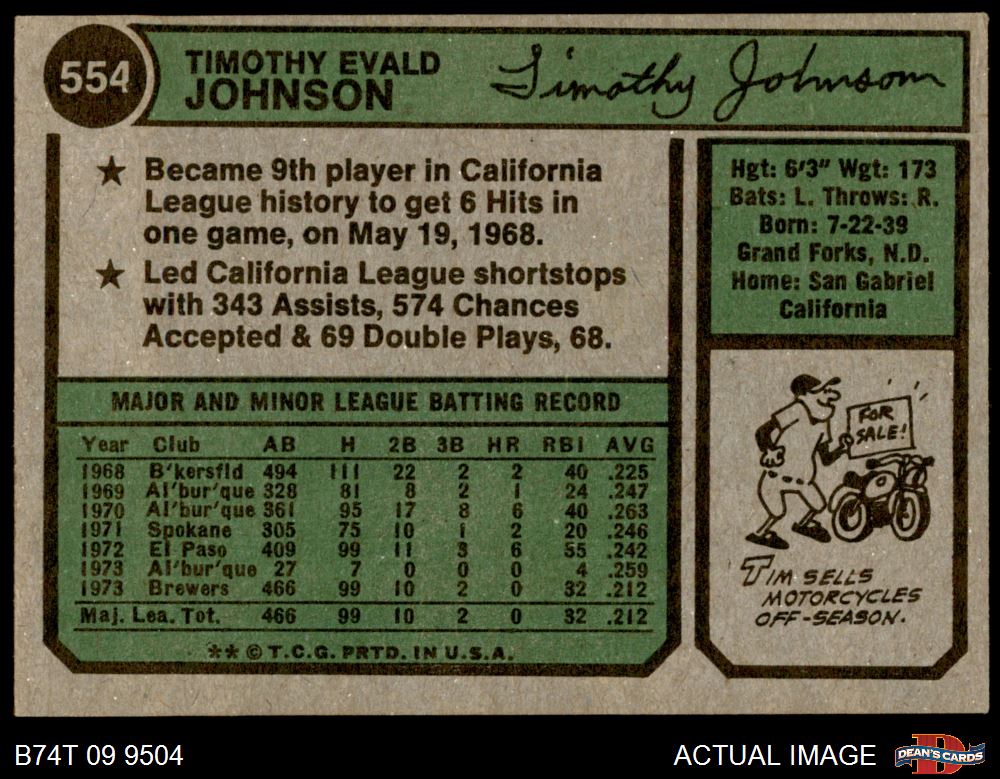 554
TIMOTHY EVALD
JOHNSON
Timothy Johnson
★ Became 9th player in California
League history to get 6 Hits in
one game, on May 19, 1968.
★ Led California League shortstops
with 343 Assists, 574 Chances
Accepted & 69 Double Plays, 68.
Hgt: 6'3" Wgt: 173
Bats: L. Throws: R.
Born: 7-22-39
Grand Forks, N.D.
Home: San Gabriel
California
MAJOR AND MINOR LEAGUE BATTING RECORD
Year Club AB H 2B 3B HR RBI AVG
1968 B'kersfld 494 111 22 2 2 40 .225
1969 Al'bur'que 328 81 8 2 1 24 .247
1970 Al'bur'que 361 95 17 8 6 40 .263
1971 Spokane 305 75 10 1 2 20 .246
1972 El Paso 409 99 11 3 6 55 .242
1973 Al'bur'que 27 7 0 0 0 4 .259
1973 Brewers 466 99 10 2 0 32 .212
Maj. Lea. Tot. 466 99 10 2 0 32 .212
** © T.C.G. PRTD. IN U.S.A.
FOR
SALE!
TIM SELLS
MOTORCYCLES
OFF-SEASON.
B74T 09 9504
ACTUAL IMAGE
D
DEAN'S CARDS